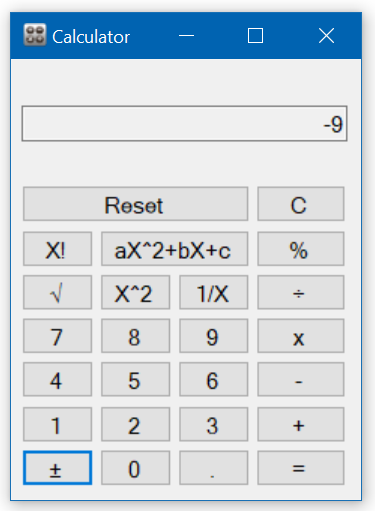 Calculator
-9
Reset C
X! aX^2+bX+c %
√ X^2 1/X ÷
7 8 9 x
4 5 6 -
1 2 3 +
± 0 . =